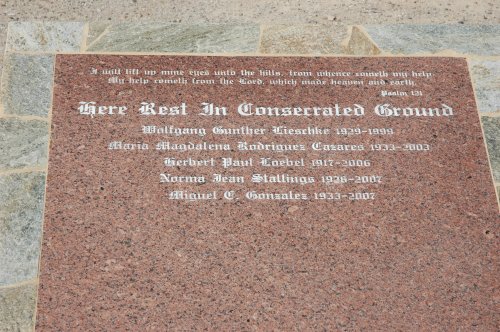 I will lift up mine eyes unto the hills, from whence cometh my help.
My help cometh from the Lord, which made heaven and earth.
Psalm 121
Here Rest In Consecrated Ground
Wolfgang Gunther Lieschke 1929-1999
Maria Magdalena Rodriguez Cazares 1933-2003
Herbert Paul Loebel 1917-2006
Norma Jean Stallings 1926-2007
Miguel C. Gonzalez 1933-2007